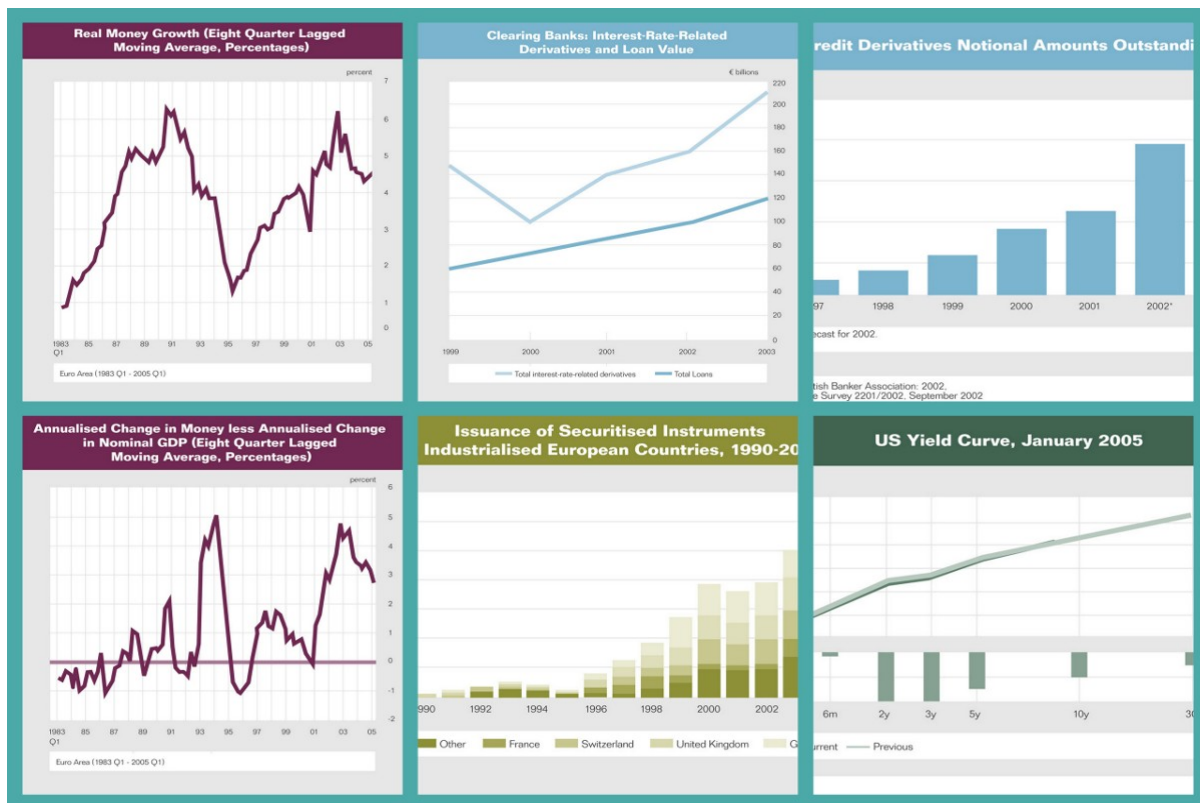 Real Money Growth (Eight Quarter Lagged
Moving Average, Percentages)
percent
7
6
5
4
3
2
1
0
1983
Q1
85
87
89
91
93
95
97
99
01
03
05
Euro Area (1983 Q1 - 2005 Q1)
Clearing Banks: Interest-Rate-Related
Derivatives and Loan Value
€ billions
220
200
180
160
140
120
100
80
60
40
20
0
1999
2000
2001
2002
2003
Total interest-rate-related derivatives
Total Loans
redit Derivatives Notional Amounts Outstandi
97
1998
1999
2000
2001
2002*
ecast for 2002.
tish Banker Association: 2002,
e Survey 2201/2002, September 2002
Annualised Change in Money less Annualised Change
in Nominal GDP (Eight Quarter Lagged
Moving Average, Percentages)
percent
6
5
4
3
2
1
0
-1
-2
1983
Q1
85
87
89
91
93
95
97
99
01
03
05
Euro Area (1983 Q1 - 2005 Q1)
Issuance of Securitised Instruments
Industrialised European Countries, 1990-20
990
1992
1994
1996
1998
2000
2002
Other
France
Switzerland
United Kingdom
G
US Yield Curve, January 2005
6m
2y
3y
5y
10y
30
urrent
Previous